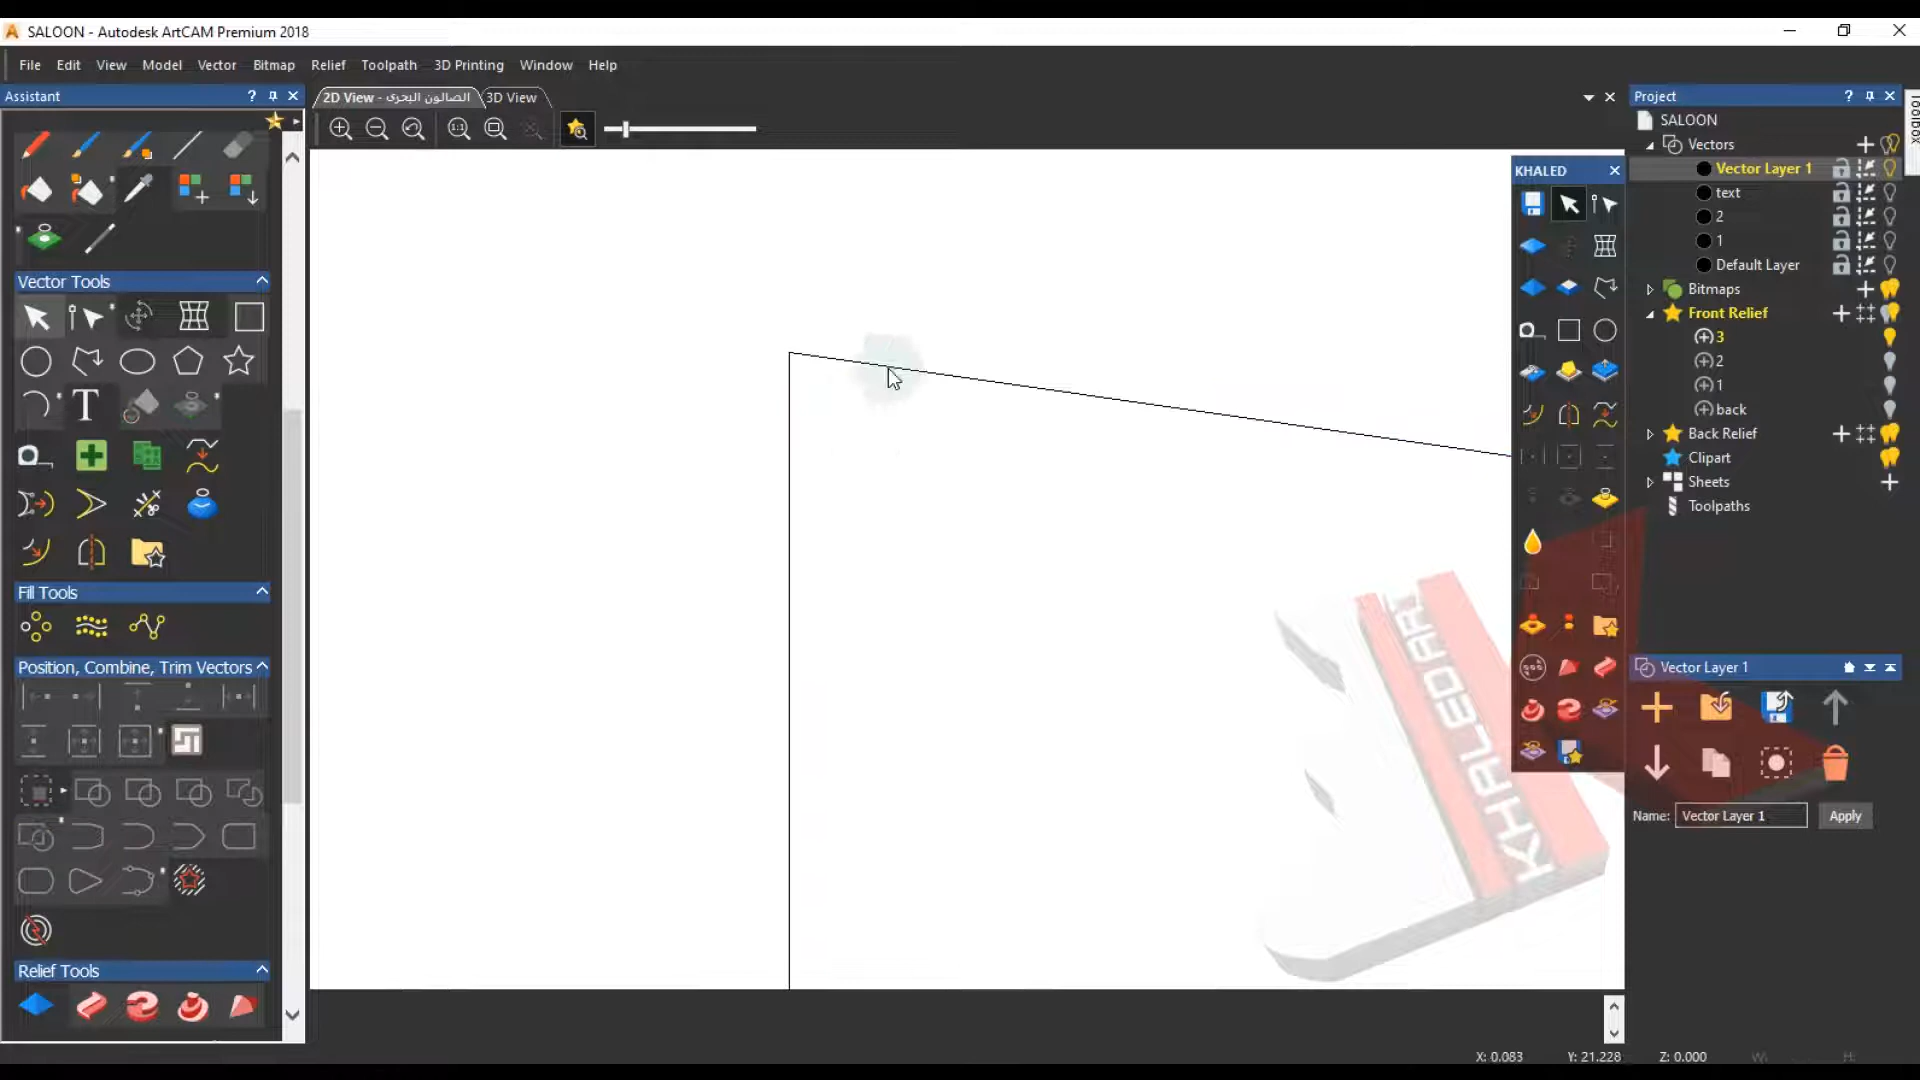 SALOON - Autodesk ArtCAM Premium 2018
File Edit View Model Vector Bitmap Relief Toolpath 3D Printing Window Help
Assistant
2D View - الصالون البحرى
3D View
Project
Toolbox
SALOON
Vectors
Vector Layer 1
text
2
1
Default Layer
Bitmaps
Front Relief
3
2
1
back
Back Relief
Clipart
Sheets
Toolpaths
KHALED
Vector Tools
Fill Tools
Position, Combine, Trim Vectors
Relief Tools
Vector Layer 1
Name: Vector Layer 1 Apply
KHALEDART
X: 0.083 Y: 21.228 Z: 0.000 W: H: